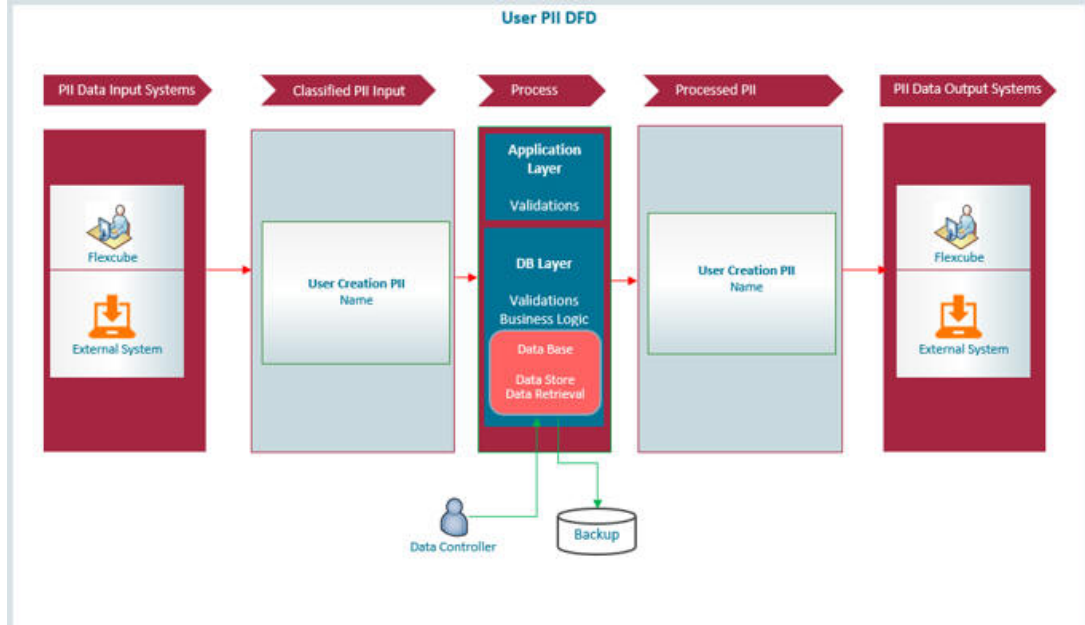 User PII DFD
PII Data Input Systems
Classified PII Input
Process
Processed PII
PII Data Output Systems
Flexcube
External System
User Creation PII
Name
Application
Layer
Validations
DB Layer
Validations
Business Logic
Data Base
Data Store
Data Retrieval
User Creation PII
Name
Flexcube
External System
Data Controller
Backup